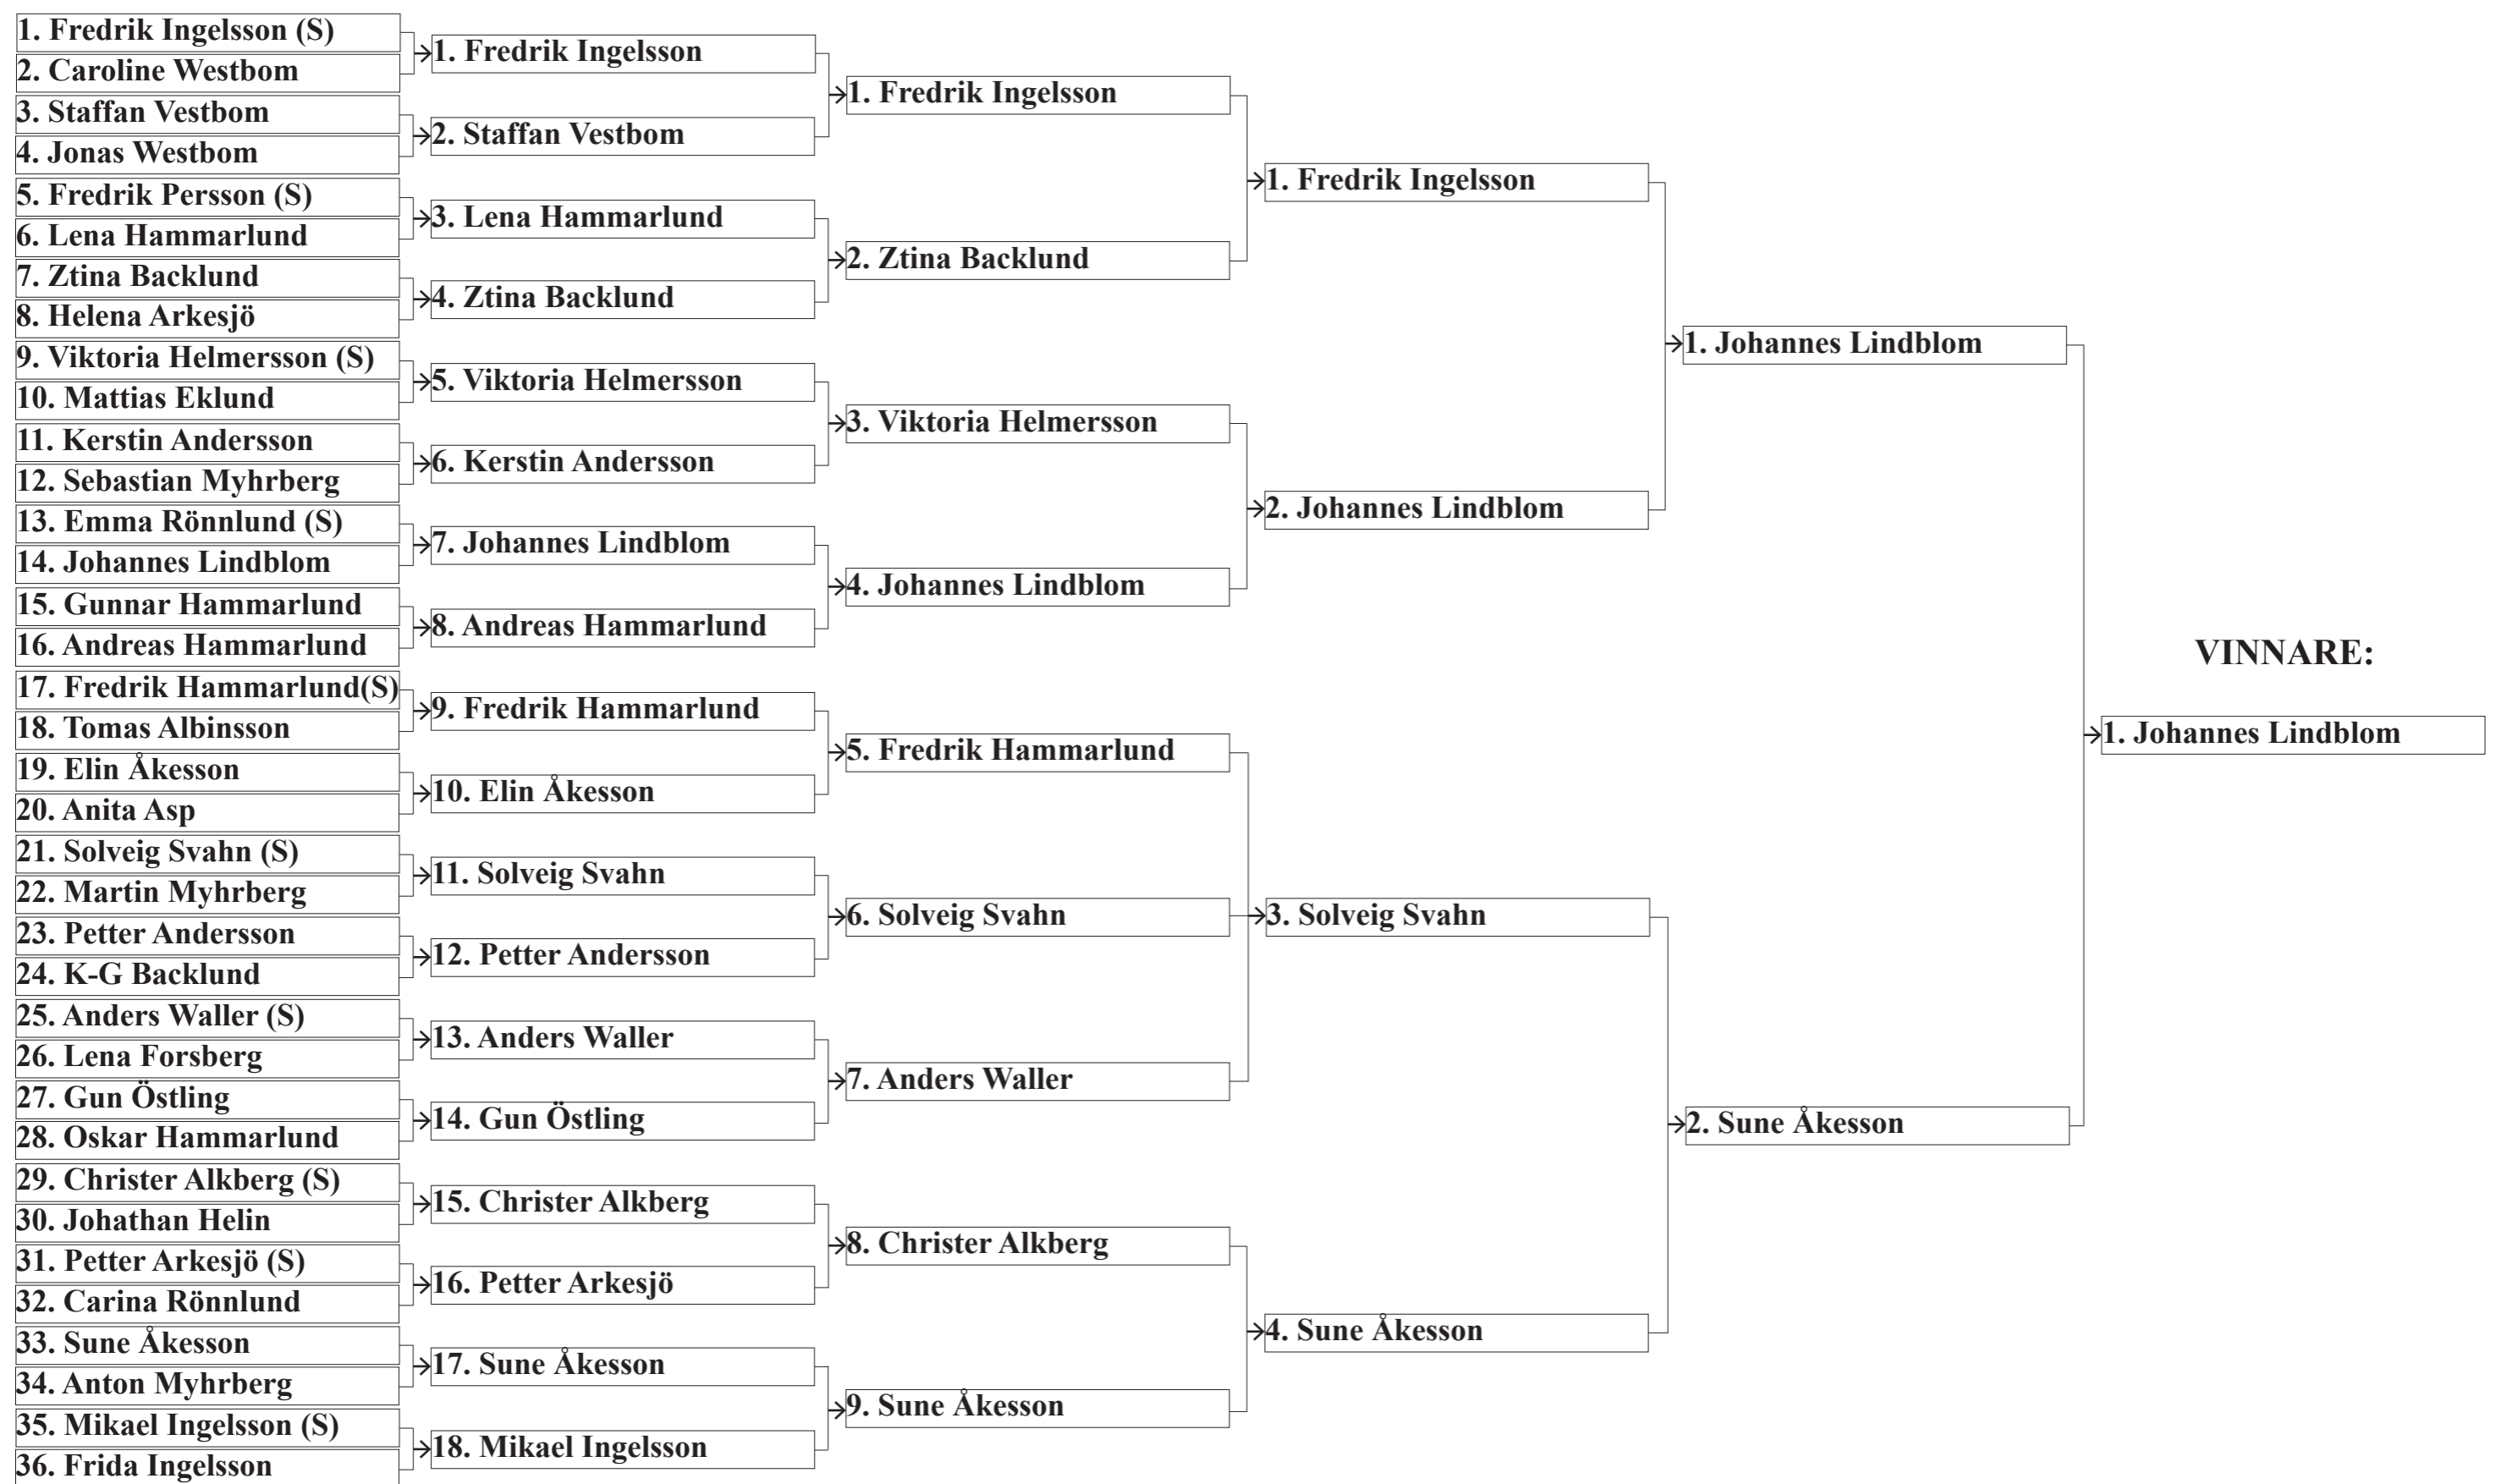 1. Fredrik Ingelsson (S)
2. Caroline Westbom
3. Staffan Vestbom
4. Jonas Westbom
5. Fredrik Persson (S)
6. Lena Hammarlund
7. Ztina Backlund
8. Helena Arkesjö
9. Viktoria Helmersson (S)
10. Mattias Eklund
11. Kerstin Andersson
12. Sebastian Myhrberg
13. Emma Rönnlund (S)
14. Johannes Lindblom
15. Gunnar Hammarlund
16. Andreas Hammarlund
17. Fredrik Hammarlund(S)
18. Tomas Albinsson
19. Elin Åkesson
20. Anita Asp
21. Solveig Svahn (S)
22. Martin Myhrberg
23. Petter Andersson
24. K-G Backlund
25. Anders Waller (S)
26. Lena Forsberg
27. Gun Östling
28. Oskar Hammarlund
29. Christer Alkberg (S)
30. Johathan Helin
31. Petter Arkesjö (S)
32. Carina Rönnlund
33. Sune Åkesson
34. Anton Myhrberg
35. Mikael Ingelsson (S)
36. Frida Ingelsson
1. Fredrik Ingelsson
2. Staffan Vestbom
3. Lena Hammarlund
4. Ztina Backlund
5. Viktoria Helmersson
6. Kerstin Andersson
7. Johannes Lindblom
8. Andreas Hammarlund
9. Fredrik Hammarlund
10. Elin Åkesson
11. Solveig Svahn
12. Petter Andersson
13. Anders Waller
14. Gun Östling
15. Christer Alkberg
16. Petter Arkesjö
17. Sune Åkesson
18. Mikael Ingelsson
1. Fredrik Ingelsson
2. Ztina Backlund
3. Viktoria Helmersson
4. Johannes Lindblom
5. Fredrik Hammarlund
6. Solveig Svahn
7. Anders Waller
8. Christer Alkberg
9. Sune Åkesson
1. Fredrik Ingelsson
2. Johannes Lindblom
3. Solveig Svahn
4. Sune Åkesson
1. Johannes Lindblom
2. Sune Åkesson
VINNARE:
1. Johannes Lindblom